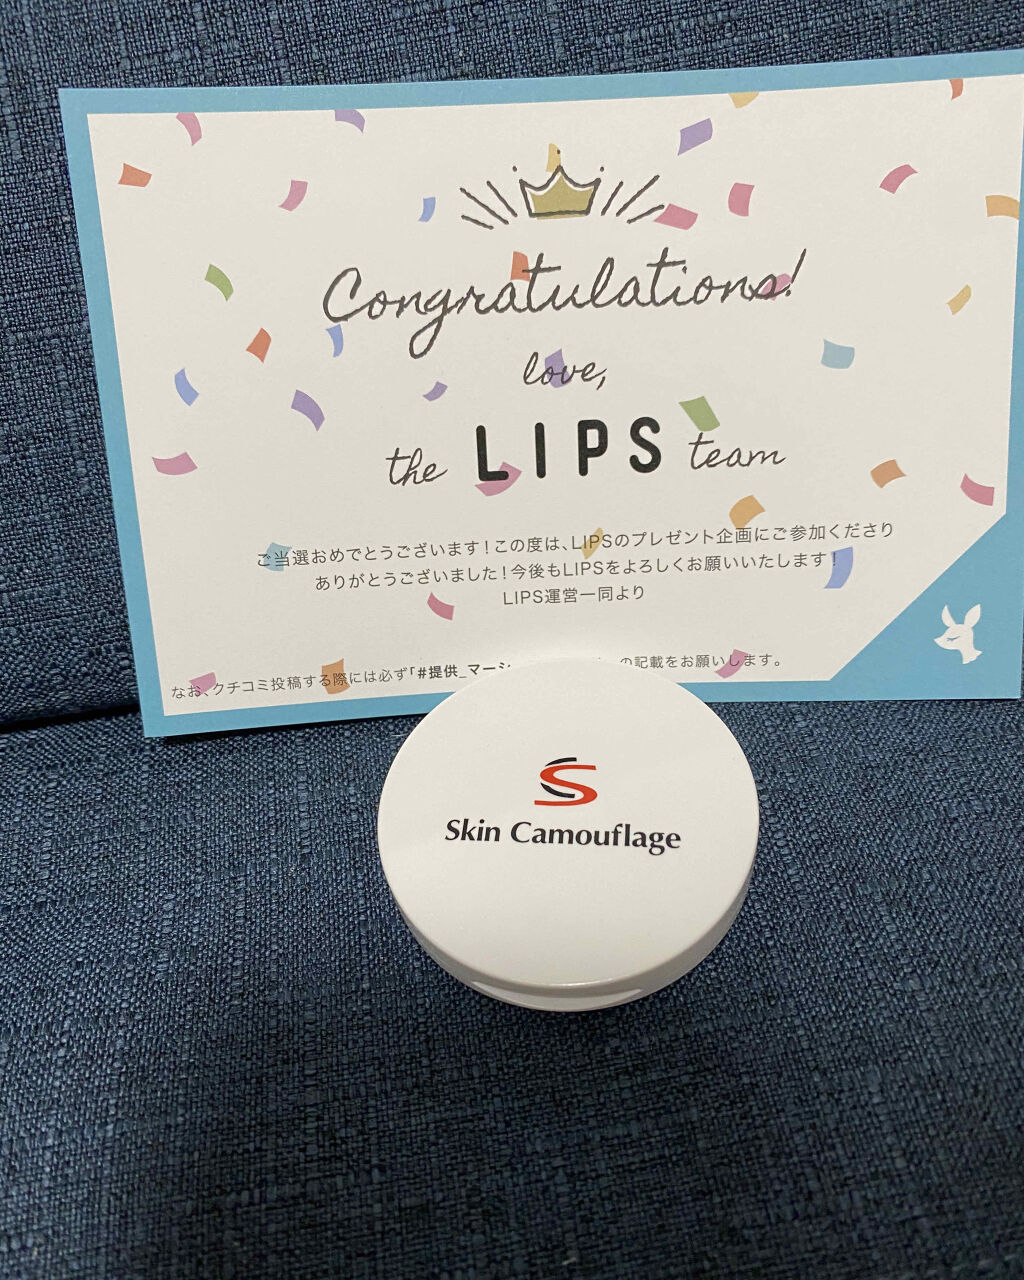 Congratulations!
love,
the LIPS team
ご当選おめでとうございます！この度は、LIPSのプレゼント企画にご参加くださり
ありがとうございました！今後もLIPSをよろしくお願いいたします！
LIPS運営一同より
なお、クチコミ投稿する際には必ず「#提供_マーシ の記載をお願いします。
Skin Camouflage